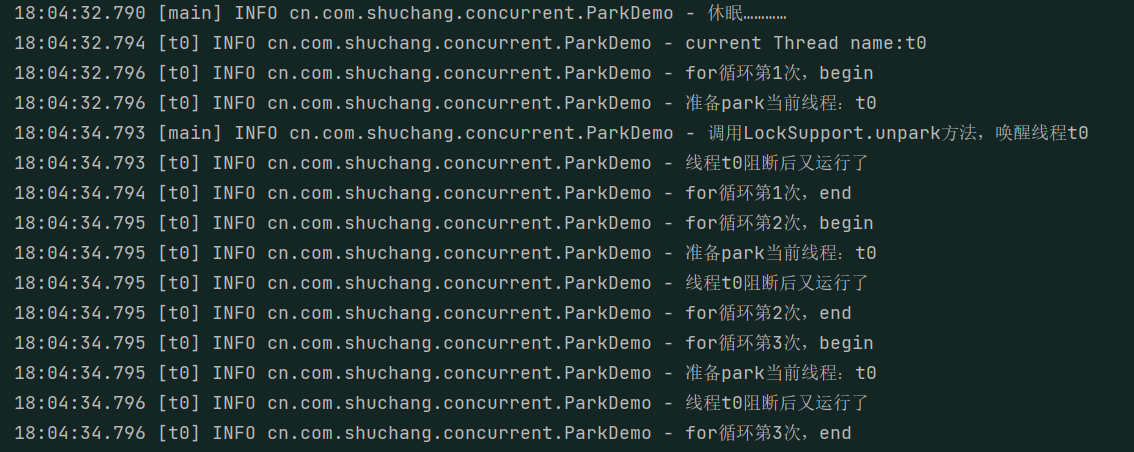 18:04:32.790 [main] INFO cn.com.shuchang.concurrent.ParkDemo - 休眠…………
18:04:32.794 [t0] INFO cn.com.shuchang.concurrent.ParkDemo - current Thread name:t0
18:04:32.796 [t0] INFO cn.com.shuchang.concurrent.ParkDemo - for循环第1次，begin
18:04:32.796 [t0] INFO cn.com.shuchang.concurrent.ParkDemo - 准备park当前线程：t0
18:04:34.793 [main] INFO cn.com.shuchang.concurrent.ParkDemo - 调用LockSupport.unpark方法，唤醒线程t0
18:04:34.793 [t0] INFO cn.com.shuchang.concurrent.ParkDemo - 线程t0阻断后又运行了
18:04:34.794 [t0] INFO cn.com.shuchang.concurrent.ParkDemo - for循环第1次，end
18:04:34.795 [t0] INFO cn.com.shuchang.concurrent.ParkDemo - for循环第2次，begin
18:04:34.795 [t0] INFO cn.com.shuchang.concurrent.ParkDemo - 准备park当前线程：t0
18:04:34.795 [t0] INFO cn.com.shuchang.concurrent.ParkDemo - 线程t0阻断后又运行了
18:04:34.795 [t0] INFO cn.com.shuchang.concurrent.ParkDemo - for循环第2次，end
18:04:34.795 [t0] INFO cn.com.shuchang.concurrent.ParkDemo - for循环第3次，begin
18:04:34.795 [t0] INFO cn.com.shuchang.concurrent.ParkDemo - 准备park当前线程：t0
18:04:34.796 [t0] INFO cn.com.shuchang.concurrent.ParkDemo - 线程t0阻断后又运行了
18:04:34.796 [t0] INFO cn.com.shuchang.concurrent.ParkDemo - for循环第3次，end